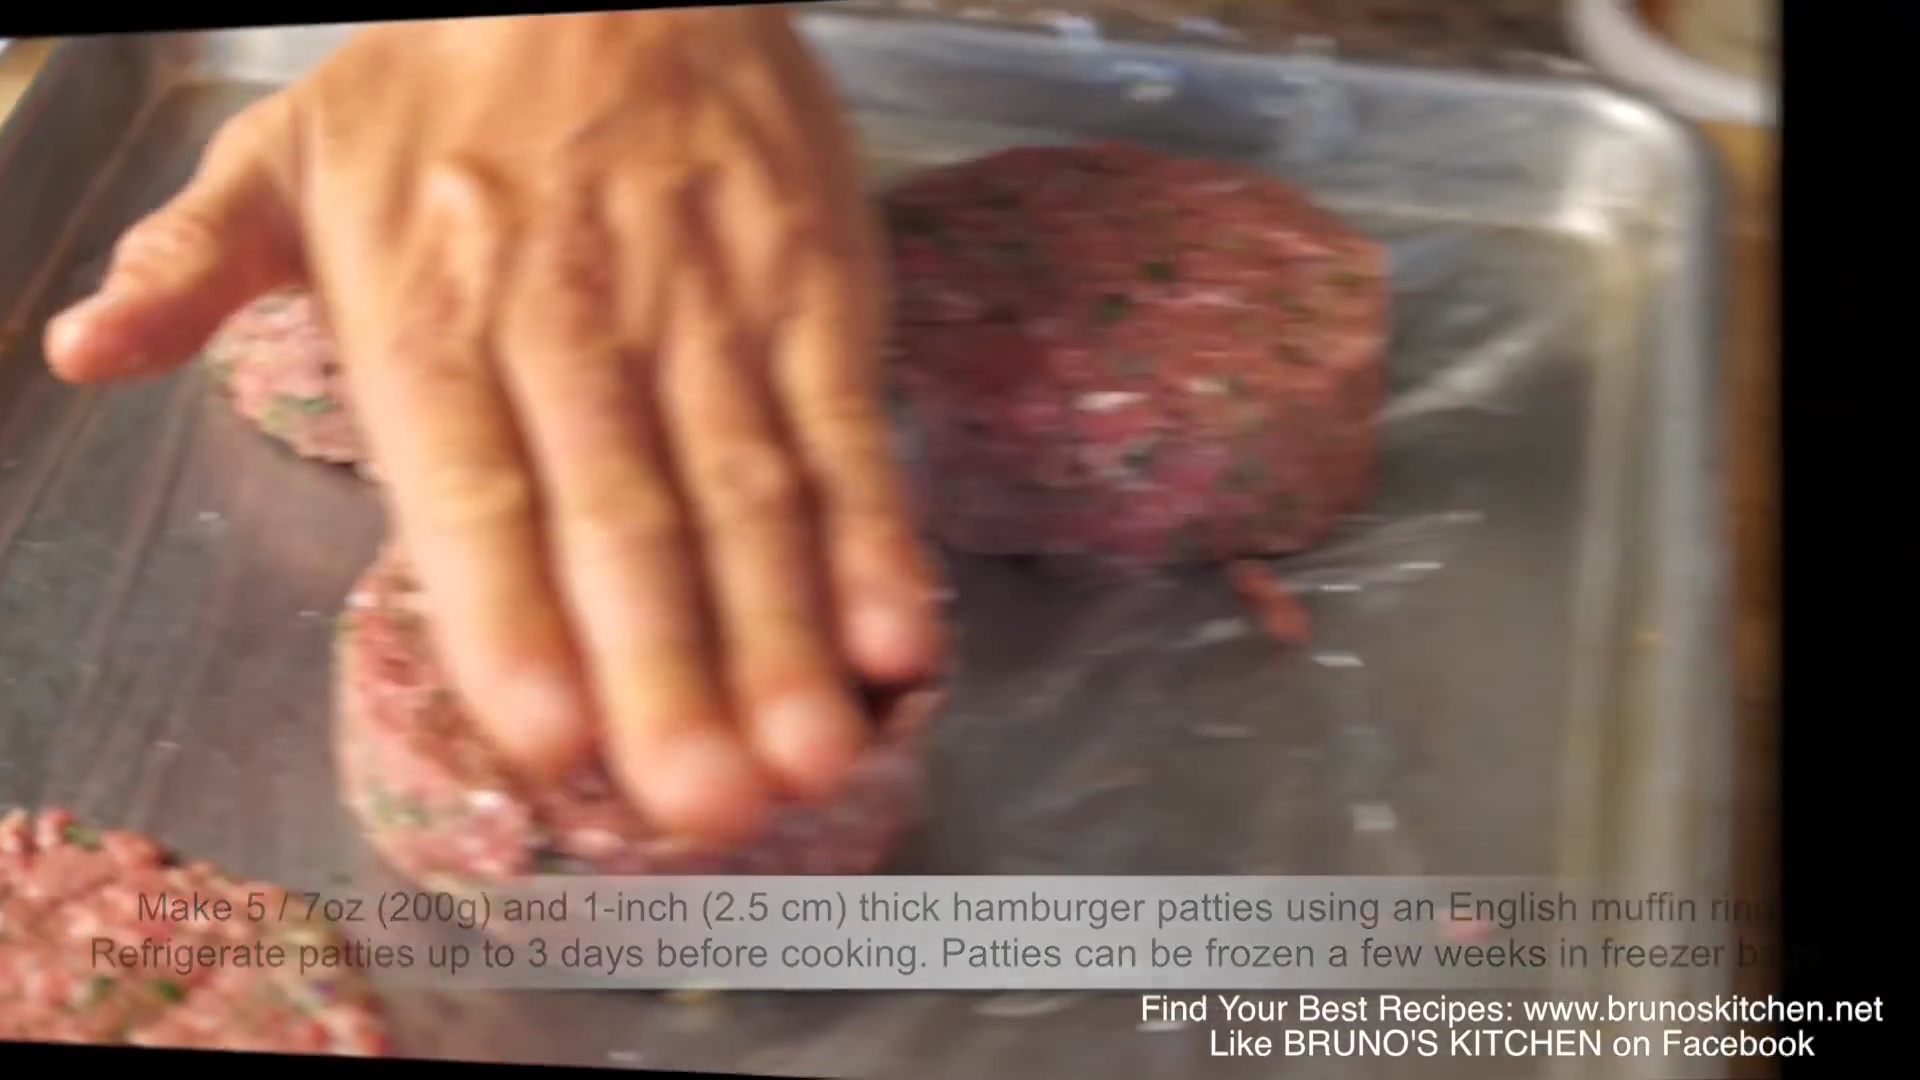 Make 5 / 7oz (200g) and 1-inch (2.5 cm) thick hamburger patties using an English muffin
Refrigerate patties up to 3 days before cooking. Patties can be frozen a few weeks in freezer
Find Your Best Recipes: www.brunoskitchen.net
Like BRUNO'S KITCHEN on Facebook